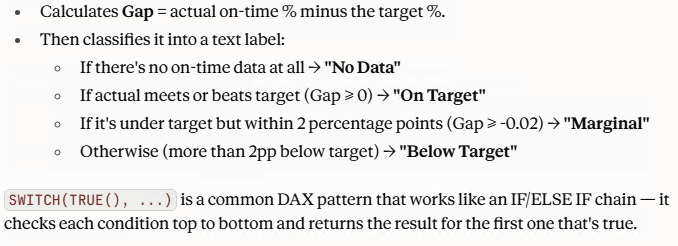 • Calculates Gap = actual on-time % minus the target %.
• Then classifies it into a text label:
○ If there's no on-time data at all → "No Data"
○ If actual meets or beats target (Gap ⩾ 0) → "On Target"
○ If it's under target but within 2 percentage points (Gap ⩾ -0.02) → "Marginal"
○ Otherwise (more than 2pp below target) → "Below Target"
SWITCH(TRUE(), ...) is a common DAX pattern that works like an IF/ELSE IF chain — it
checks each condition top to bottom and returns the result for the first one that's true.